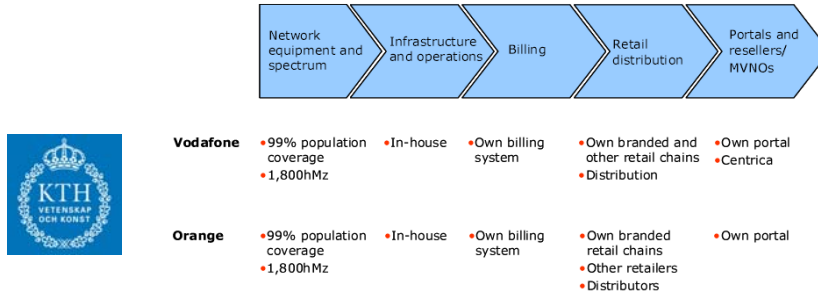 Network
equipment and
spectrum
Infrastructure
and operations
Billing
Retail
distribution
Portals and
resellers/
MVNOs
KTH
VETENSKAP
OCH KONST
Vodafone
•99% population
coverage
•1,800hMz
•In-house
•Own billing
system
•Own branded and
other retail chains
•Distribution
•Own portal
•Centrica
Orange
•99% population
coverage
•1,800hMz
•In-house
•Own billing
system
•Own branded
retail chains
•Other retailers
•Distributors
•Own portal